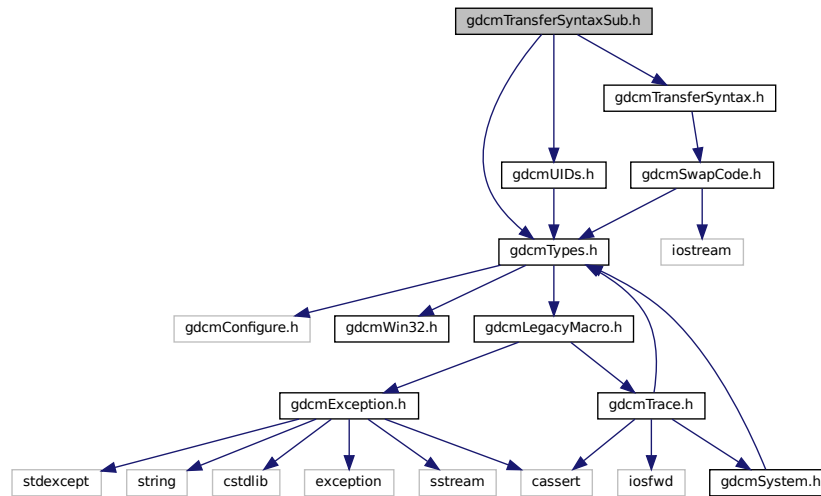 gdcmTransferSyntaxSub.h
gdcmTransferSyntax.h
gdcmUIDs.h
gdcmSwapCode.h
gdcmTypes.h
iostream
gdcmConfigure.h
gdcmWin32.h
gdcmLegacyMacro.h
gdcmException.h
gdcmTrace.h
stdexcept
string
cstdlib
exception
sstream
cassert
iosfwd
gdcmSystem.h